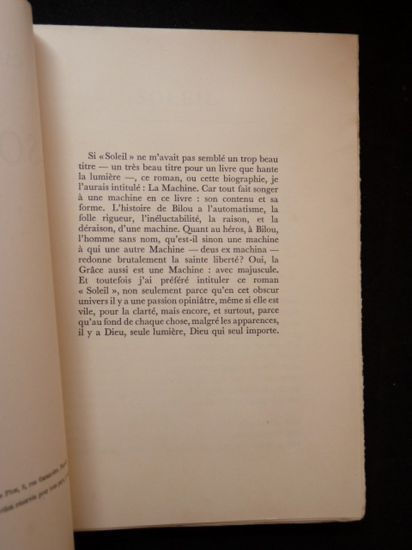 Si « Soleil » ne m'avait pas semblé un trop beau
titre — un très beau titre pour un livre que hante
la lumière —, ce roman, ou cette biographie, je
l'aurais intitulé : La Machine. Car tout fait songer
à une machine en ce livre : son contenu et sa
forme. L'histoire de Bilou a l'automatisme, la
folle rigueur, l'inéluctabilité, la raison, et la
déraison, d'une machine. Quant au héros, à Bilou,
l'homme sans nom, qu'est-il sinon une machine
à qui une autre Machine — deus ex machina —
redonne brutalement la sainte liberté? Oui, la
Grâce aussi est une Machine : avec majuscule.
Et toutefois j'ai préféré intituler ce roman
« Soleil », non seulement parce qu'en cet obscur
univers il y a une passion opiniâtre, même si elle est
vile, pour la clarté, mais encore, et surtout, parce
qu'au fond de chaque chose, malgré les apparences,
il y a Dieu, seule lumière, Dieu qui seul importe.
Plon, 8, rue
SO